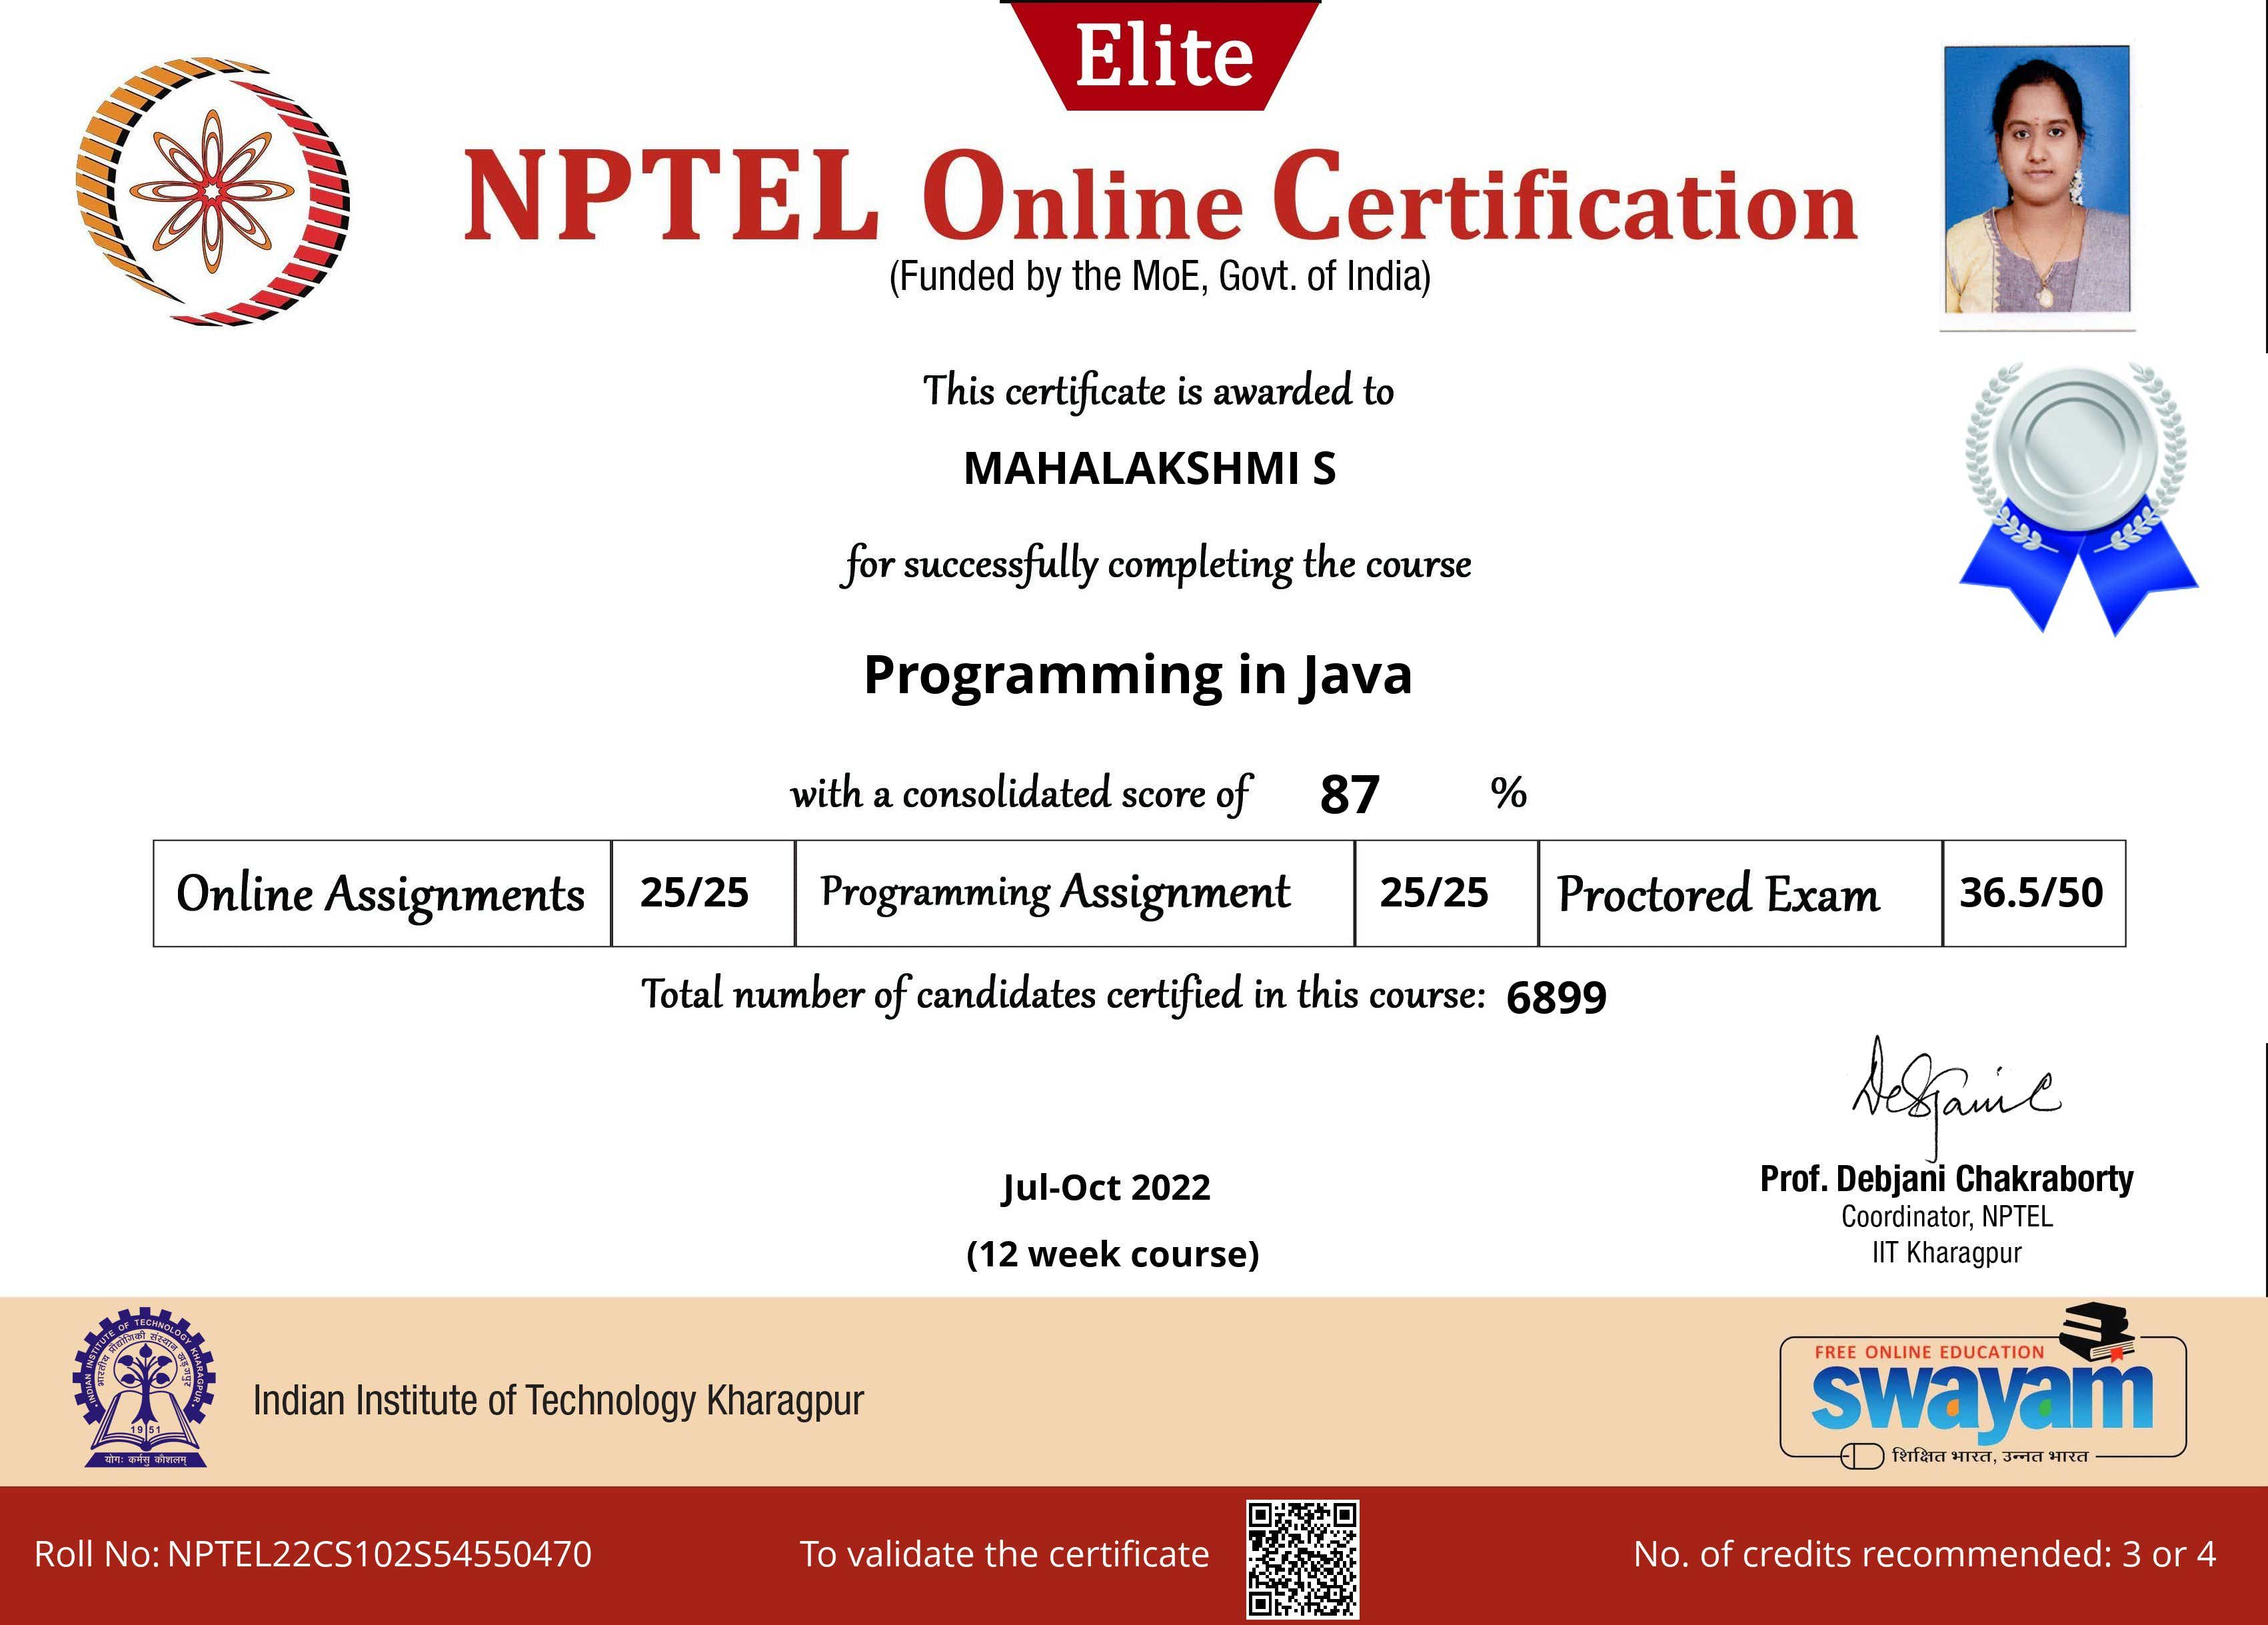 Elite
NPTEL Online Certification
(Funded by the MoE, Govt. of India)
This certificate is awarded to
MAHALAKSHMI S
for successfully completing the course
Programming in Java
with a consolidated score of 87 %
Online Assignments 25/25 Programming Assignment 25/25 Proctored Exam 36.5/50
Total number of candidates certified in this course: 6899
Debjani C
Jul-Oct 2022
(12 week course)
Prof. Debjani Chakraborty
Coordinator, NPTEL
IIT Kharagpur
INDIAN INSTITUTE OF TECHNOLOGY KHARAGPUR
भारतीय प्रौद्योगिकी संस्थान खड़गपुर
1951
योगः कर्मसु कौशलम्
Indian Institute of Technology Kharagpur
FREE ONLINE EDUCATION
swayam
शिक्षित भारत, उन्नत भारत
Roll No: NPTEL22CS102S54550470
To validate the certificate
No. of credits recommended: 3 or 4